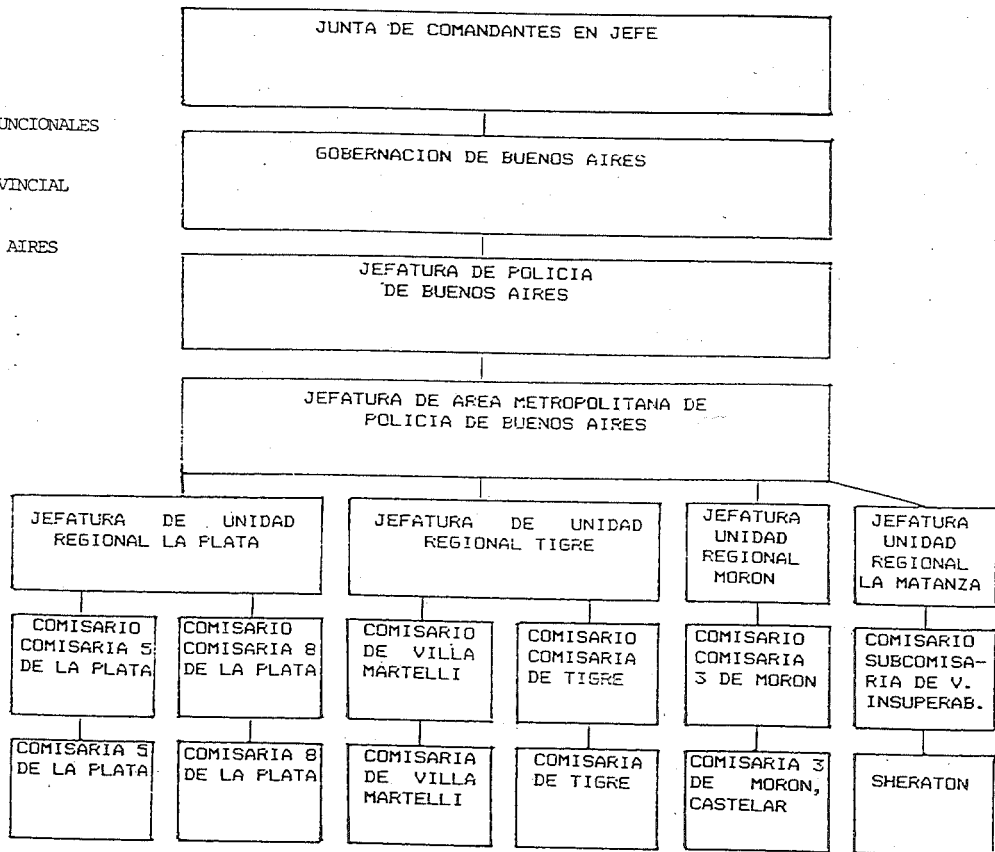 JUNTA DE COMANDANTES EN JEFE
UNCIONALES
GOBERNACION DE BUENOS AIRES
VINCIAL
AIRES
JEFATURA DE POLICIA
DE BUENOS AIRES
JEFATURA DE AREA METROPOLITANA DE
POLICIA DE BUENOS AIRES
JEFATURA DE UNIDAD
REGIONAL LA PLATA
JEFATURA DE UNIDAD
REGIONAL TIGRE
JEFATURA
UNIDAD
REGIONAL
MORON
JEFATURA
UNIDAD
REGIONAL
LA MATANZA
COMISARIO
COMISARIA 5
DE LA PLATA
COMISARIO
COMISARIA 8
DE LA PLATA
COMISARIO
DE VILLA
MARTELLI
COMISARIO
COMISARIA
DE TIGRE
COMISARIO
COMISARIA
3 DE MORON
COMISARIO
SUBCOMISA-
RIA DE V.
INSUPERAB.
COMISARIA 5
DE LA PLATA
COMISARIA 8
DE LA PLATA
COMISARIA
DE VILLA
MARTELLI
COMISARIA
DE TIGRE
COMISARIA 3
DE MORON,
CASTELAR
SHERATON